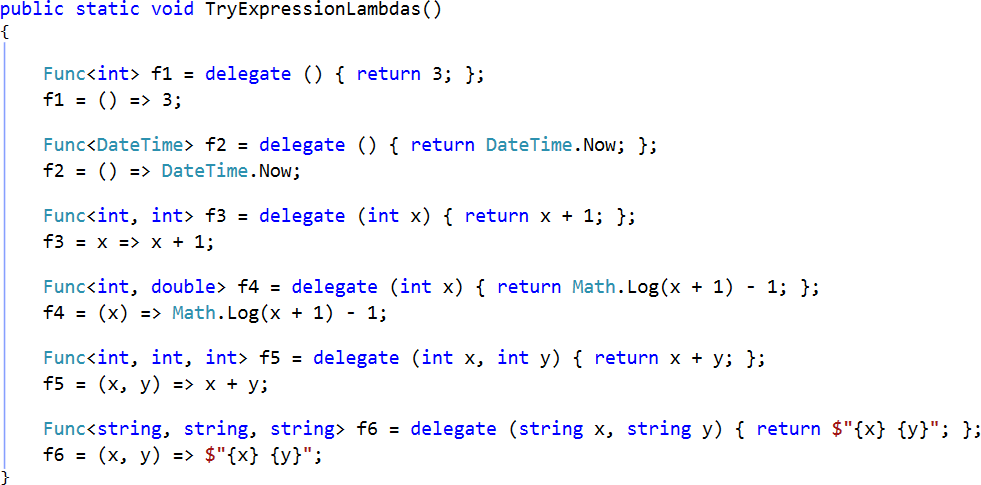 public static void TryExpressionLambdas()
{
Func<int> f1 = delegate () { return 3; };
f1 = () => 3;
Func<DateTime> f2 = delegate () { return DateTime.Now; };
f2 = () => DateTime.Now;
Func<int, int> f3 = delegate (int x) { return x + 1; };
f3 = x => x + 1;
Func<int, double> f4 = delegate (int x) { return Math.Log(x + 1) - 1; };
f4 = (x) => Math.Log(x + 1) - 1;
Func<int, int, int> f5 = delegate (int x, int y) { return x + y; };
f5 = (x, y) => x + y;
Func<string, string, string> f6 = delegate (string x, string y) { return $"{x} {y}"; };
f6 = (x, y) => $"{x} {y}";
}